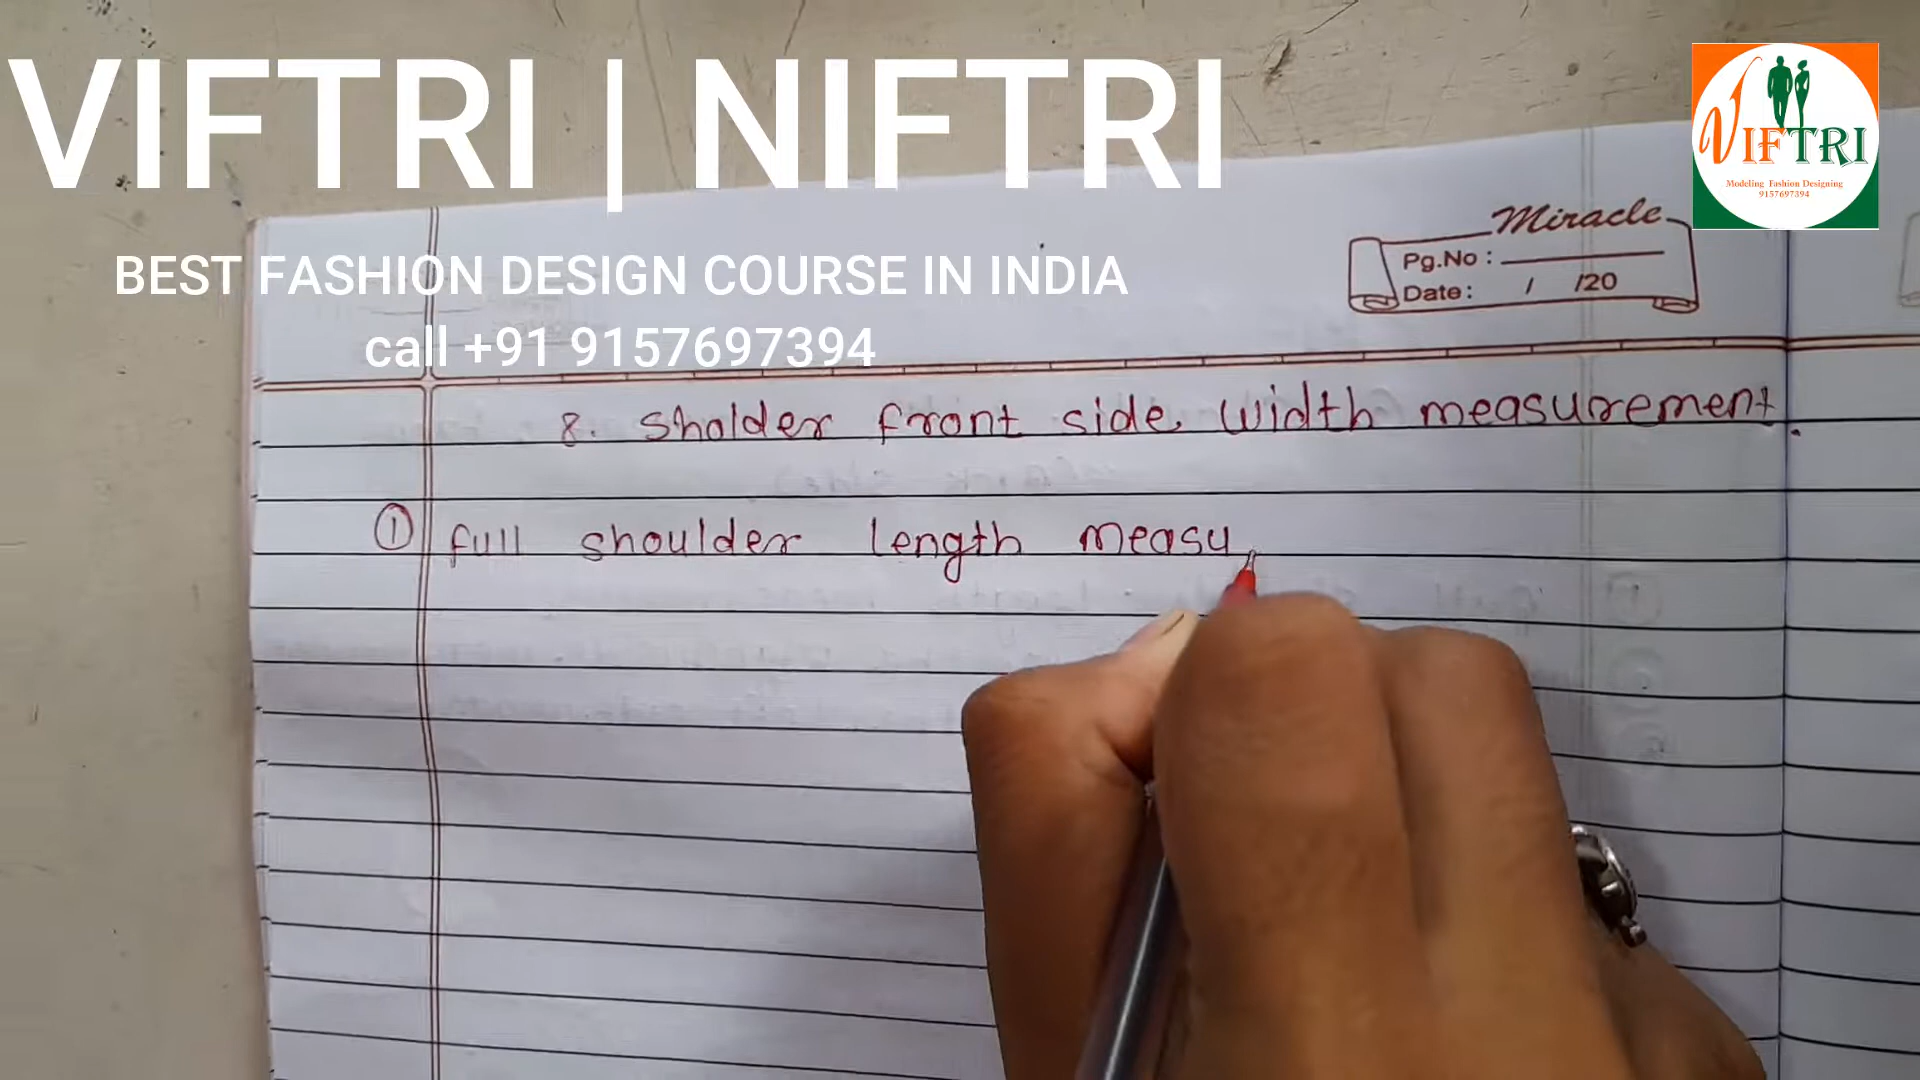 VIFTRI | NIFTRI
VIFTRI
Modeling Fashion Designing
9157697394
BEST FASHION DESIGN COURSE IN INDIA
call +91 9157697394
Miracle
Pg.No :
Date : / /20
8. Sholder front side width measurement.
① full shoulder length measu